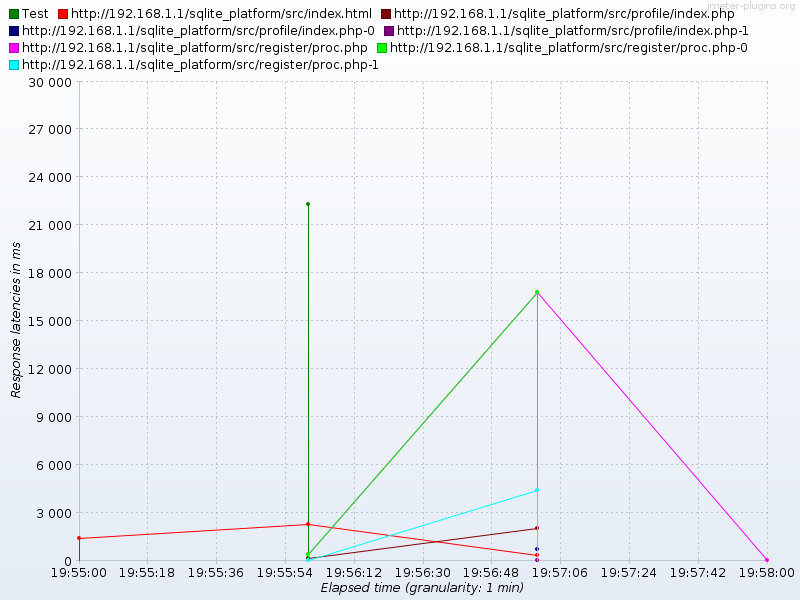 jmeter-plugins.org
Test http://192.168.1.1/sqlite_platform/src/index.html http://192.168.1.1/sqlite_platform/src/profile/index.php
http://192.168.1.1/sqlite_platform/src/profile/index.php-0 http://192.168.1.1/sqlite_platform/src/profile/index.php-1
http://192.168.1.1/sqlite_platform/src/register/proc.php http://192.168.1.1/sqlite_platform/src/register/proc.php-0
http://192.168.1.1/sqlite_platform/src/register/proc.php-1
30 000
27 000
24 000
21 000
18 000
15 000
12 000
9 000
6 000
3 000
0
Response latencies in ms
19:55:00 19:55:18 19:55:36 19:55:54 19:56:12 19:56:30 19:56:48 19:57:06 19:57:24 19:57:42 19:58:00
Elapsed time (granularity: 1 min)